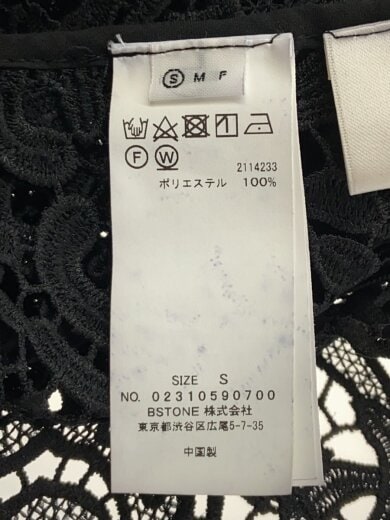 S M F
F W
2114233
ポリエステル 100%
SIZE S
NO. 02310590700
BSTONE 株式会社
東京都渋谷区広尾5-7-35
中国製